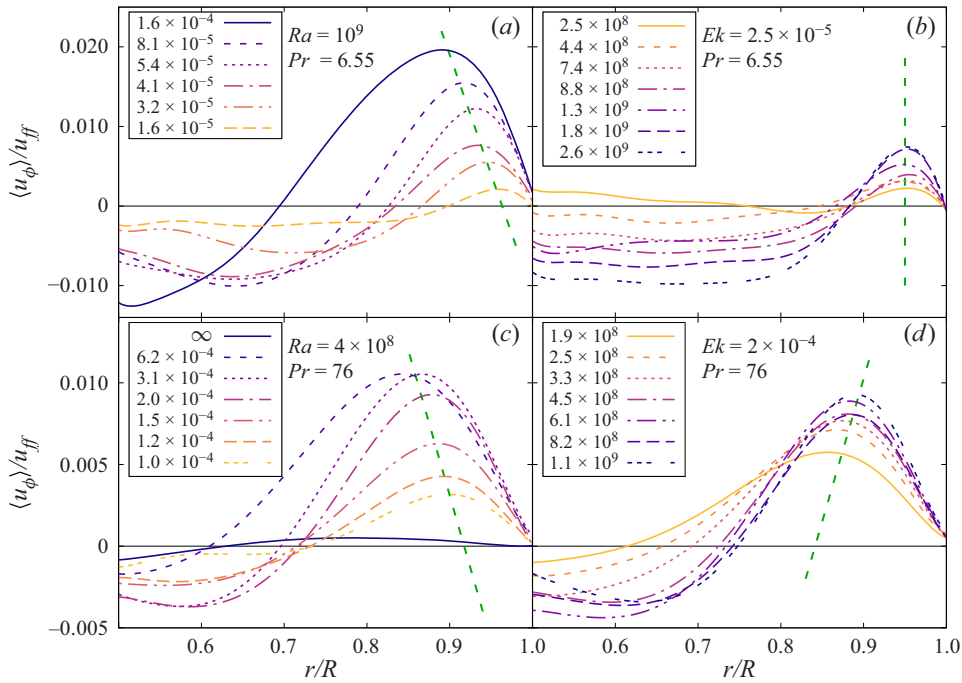 (a)
Ra = 10⁹
Pr = 6.55
1.6 × 10⁻⁴
8.1 × 10⁻⁵
5.4 × 10⁻⁵
4.1 × 10⁻⁵
3.2 × 10⁻⁵
1.6 × 10⁻⁵
0.020
0.010
0
−0.010
⟨u_ϕ⟩/u_ff
(b)
Ek = 2.5 × 10⁻⁵
Pr = 6.55
2.5 × 10⁸
4.4 × 10⁸
7.4 × 10⁸
8.8 × 10⁸
1.3 × 10⁹
1.8 × 10⁹
2.6 × 10⁹
(c)
Ra = 4 × 10⁸
Pr = 76
∞
6.2 × 10⁻⁴
3.1 × 10⁻⁴
2.0 × 10⁻⁴
1.5 × 10⁻⁴
1.2 × 10⁻⁴
1.0 × 10⁻⁴
0.010
0.005
0
−0.005
⟨u_ϕ⟩/u_ff
0.6 0.7 0.8 0.9 1.0
r/R
(d)
Ek = 2 × 10⁻⁴
Pr = 76
1.9 × 10⁸
2.5 × 10⁸
3.3 × 10⁸
4.5 × 10⁸
6.1 × 10⁸
8.2 × 10⁸
1.1 × 10⁹
0.6 0.7 0.8 0.9 1.0
r/R